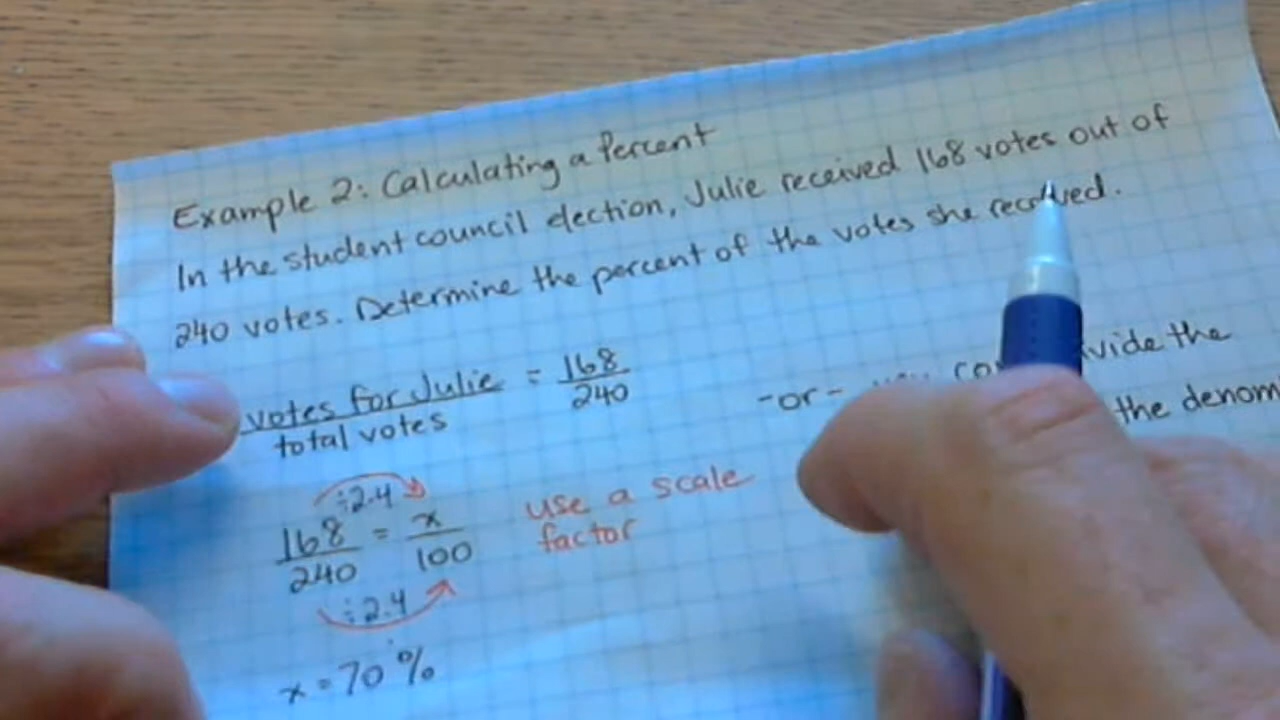 Example 2: Calculating a Percent
In the student council election, Julie received 168 votes out of
240 votes. Determine the percent of the votes she received.
votes for Julie = 168
total votes 240
-or- divide the
the denom
÷2.4
168 = x
240 100
use a scale
factor
÷2.4
x = 70%